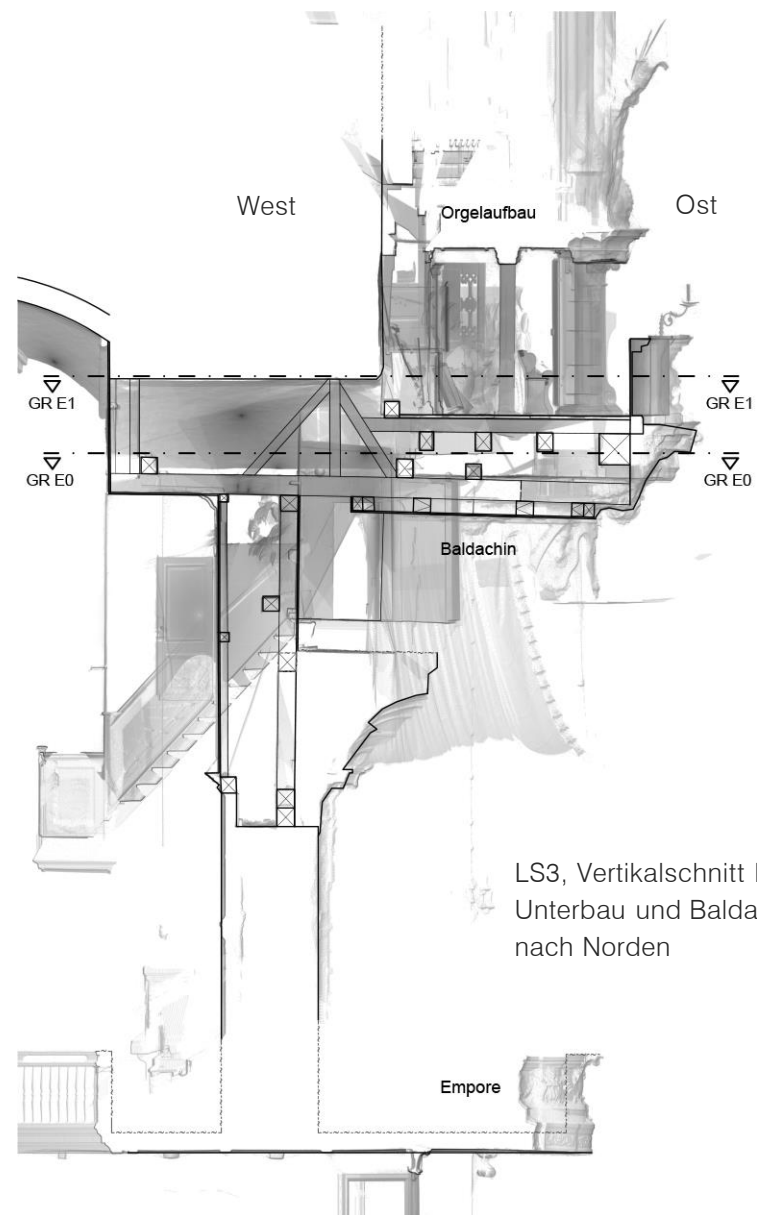 West
Orgelaufbau
Ost
GR E1
GR E1
GR E0
GR E0
Baldachin
LS3, Vertikalschnitt
Unterbau und
nach Norden
Empore